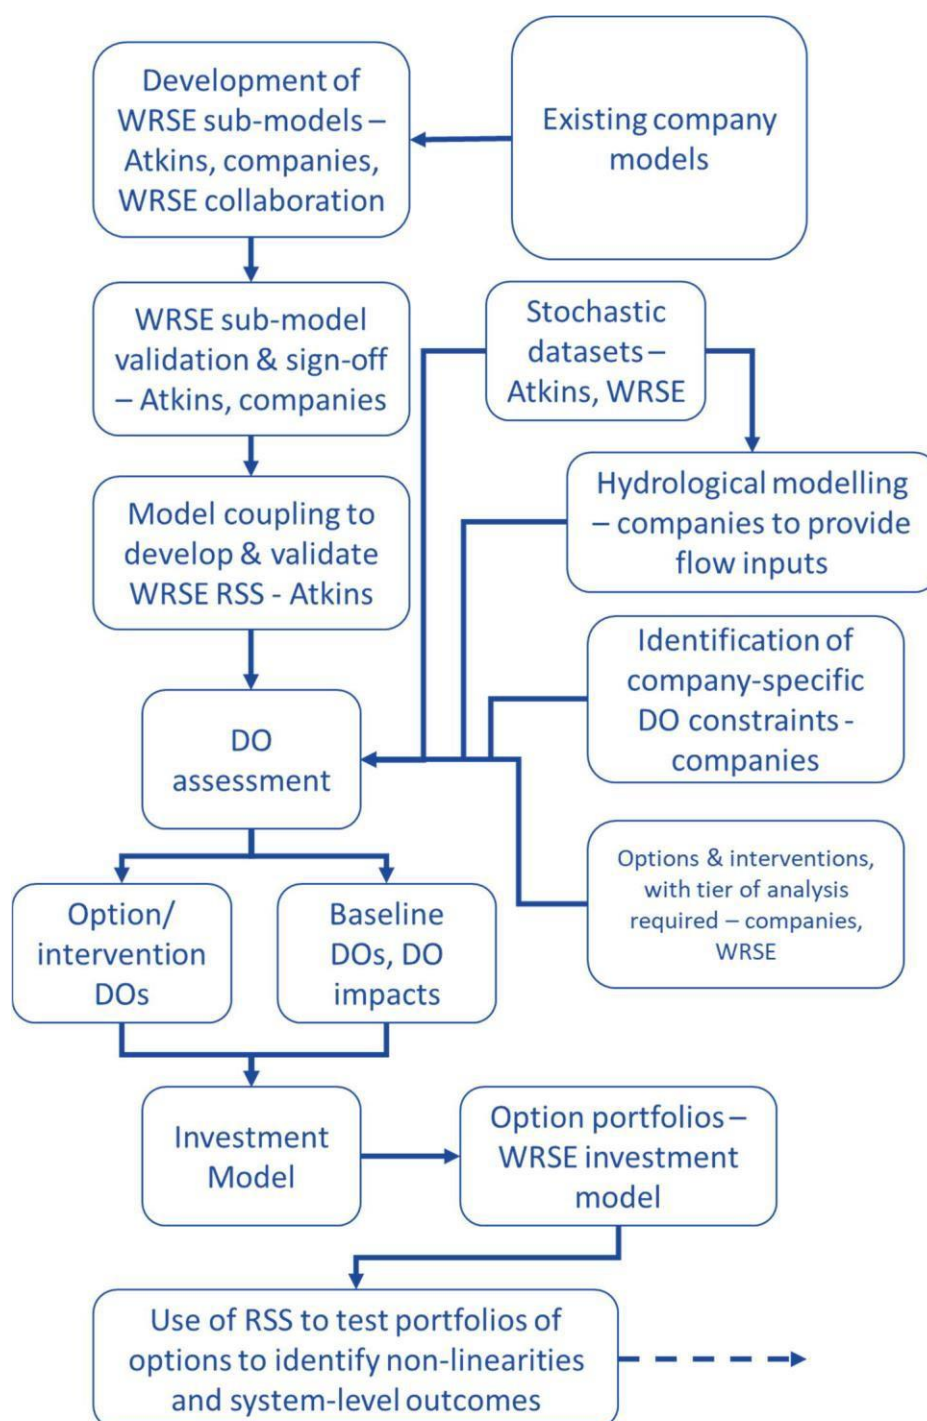 Development of
WRSE sub-models –
Atkins, companies,
WRSE collaboration
Existing company
models
WRSE sub-model
validation & sign-off
– Atkins, companies
Stochastic
datasets –
Atkins, WRSE
Model coupling to
develop & validate
WRSE RSS - Atkins
Hydrological modelling
– companies to provide
flow inputs
Identification of
company-specific
DO constraints -
companies
DO
assessment
Options & interventions,
with tier of analysis
required – companies,
WRSE
Option/
intervention
DOs
Baseline
DOs, DO
impacts
Investment
Model
Option portfolios –
WRSE investment
model
Use of RSS to test portfolios of
options to identify non-linearities
and system-level outcomes